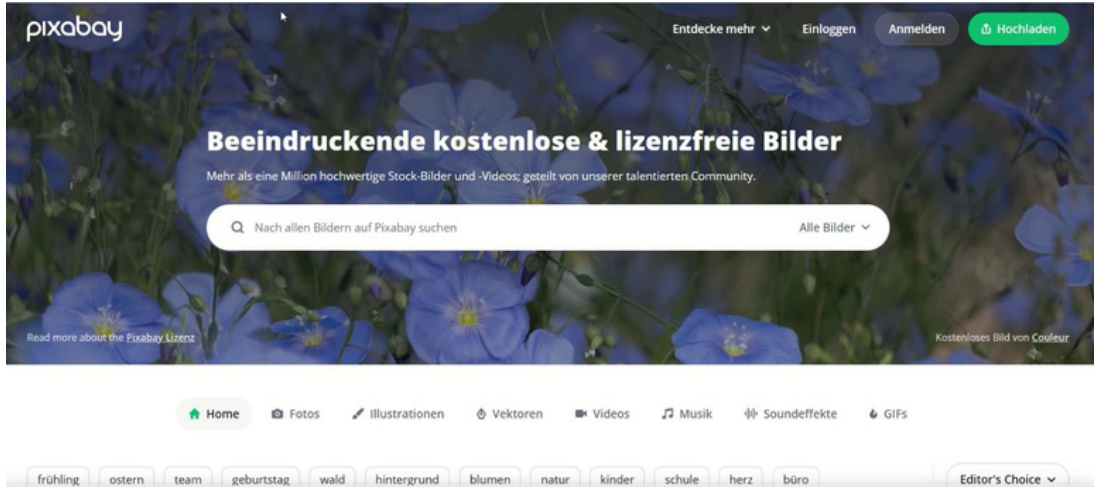 pixabay
Entdecke mehr Einloggen Anmelden Hochladen
Beeindruckende kostenlose & lizenzfreie Bilder
Mehr als eine Million hochwertige Stock-Bilder und -Videos; geteilt von unserer talentierten Community.
Nach allen Bildern auf Pixabay suchen Alle Bilder
Read more about the Pixabay Lizenz Kostenloses Bild von Couleur
Home Fotos Illustrationen Vektoren Videos Musik Soundeffekte GIFs
frühling ostern team geburtstag wald hintergrund blumen natur kinder schule herz büro Editor's Choice